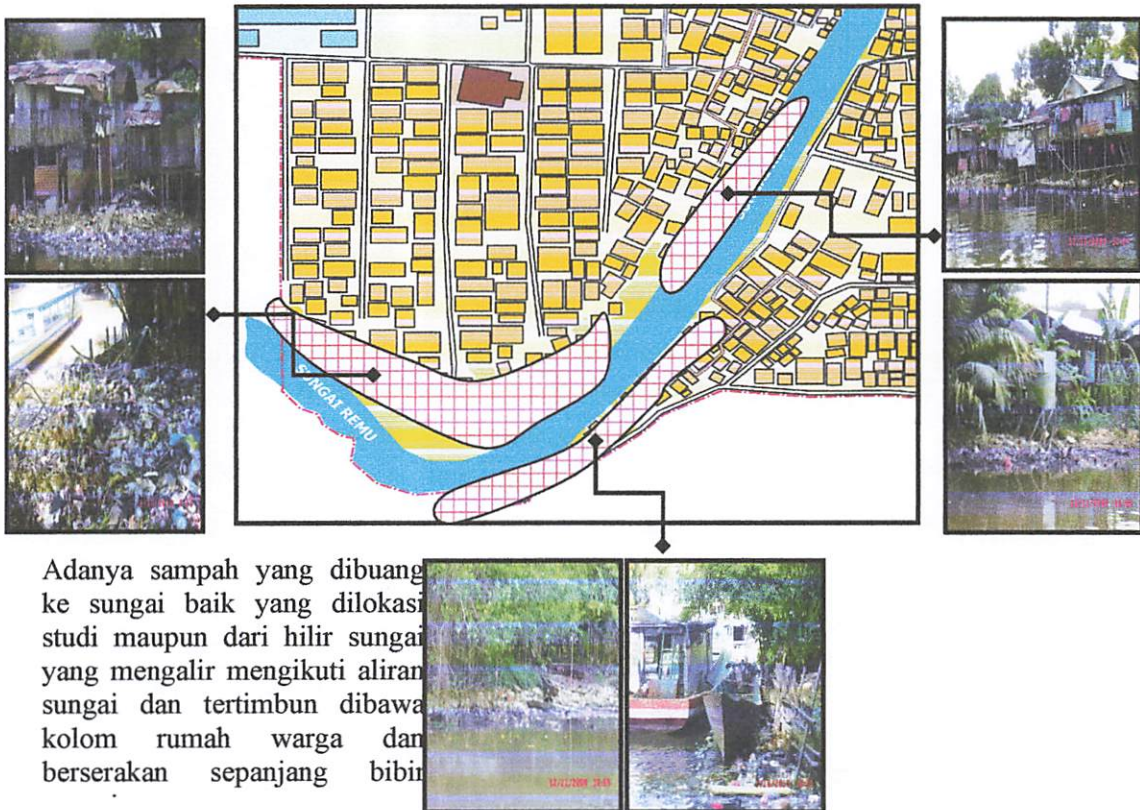 SUNGAI REMU
Adanya sampah yang dibuang
ke sungai baik yang dilokasi
studi maupun dari hilir sungai
yang mengalir mengikuti aliran
sungai dan tertimbun dibawa
kolom rumah warga dan
berserakan sepanjang bibir